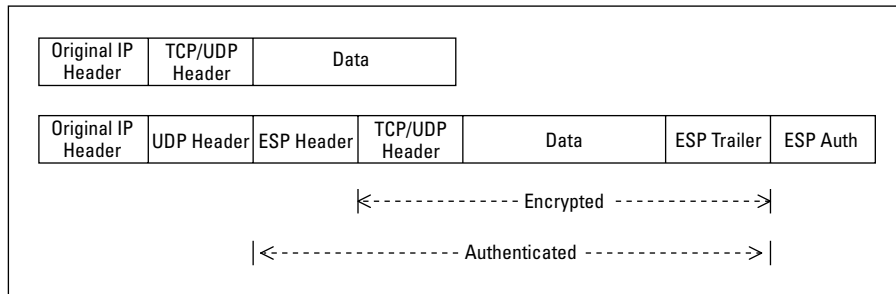 Original IP Header TCP/UDP Header Data
Original IP Header UDP Header ESP Header TCP/UDP Header Data ESP Trailer ESP Auth
Encrypted
Authenticated